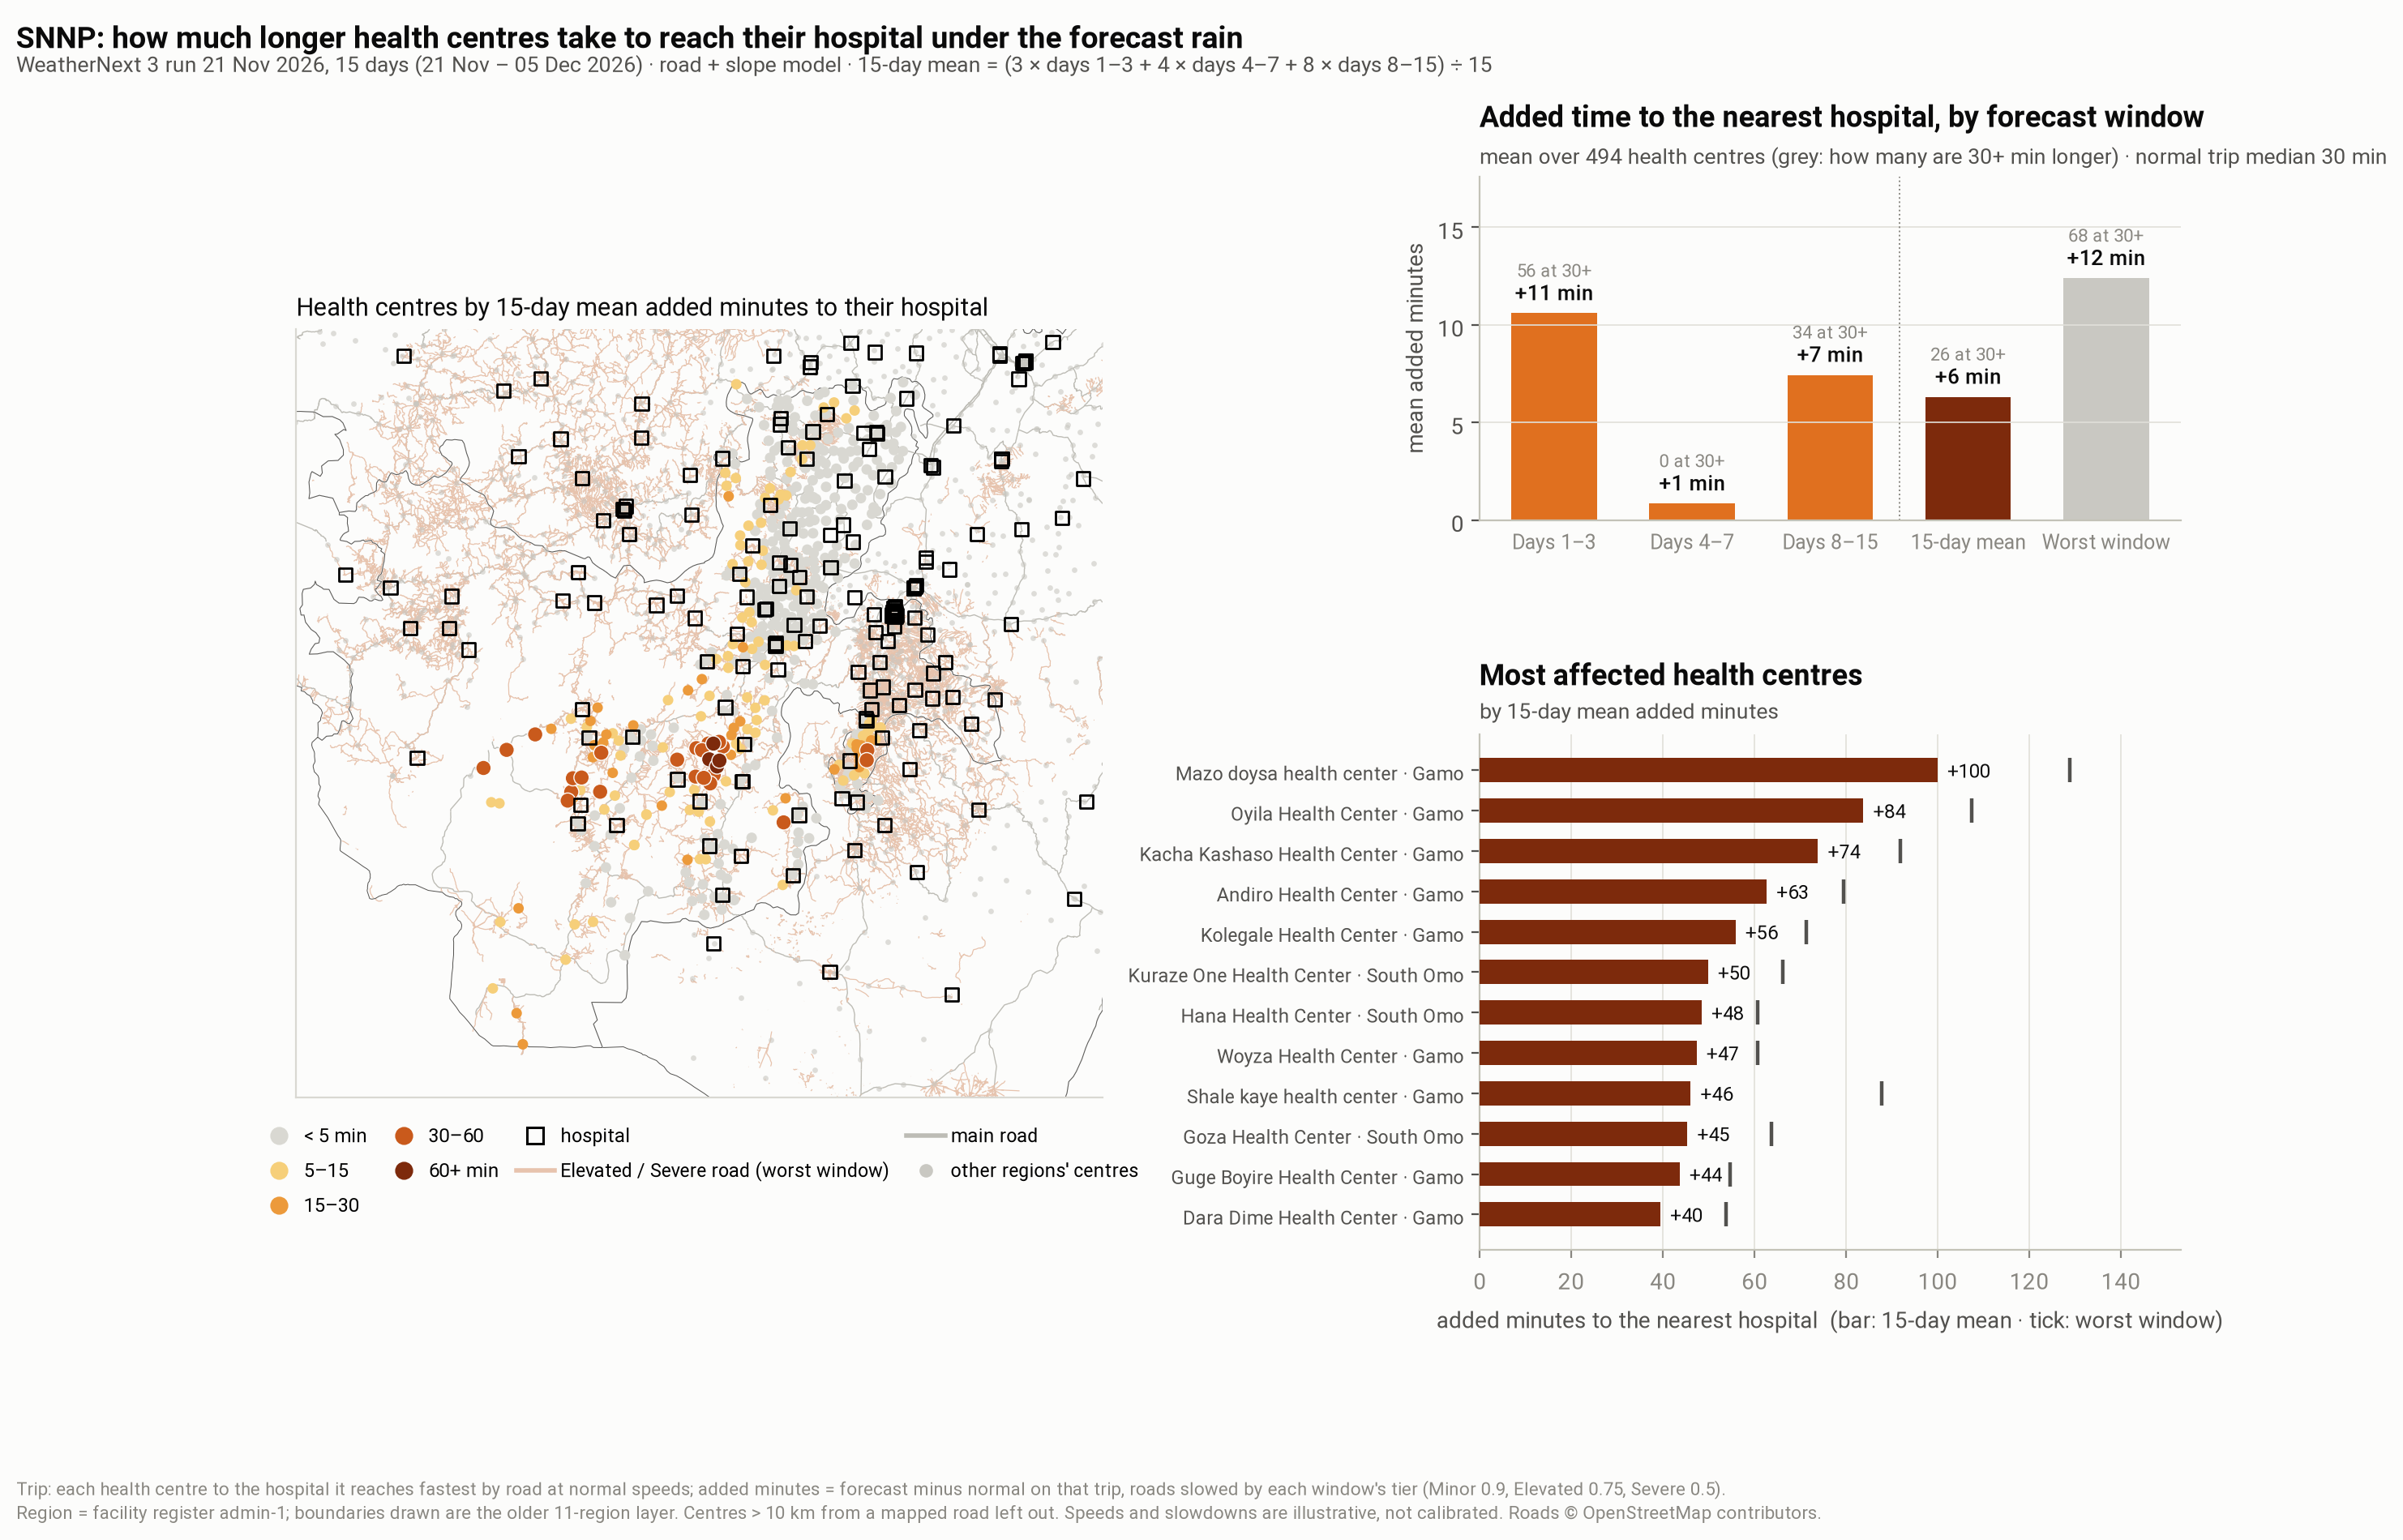 SNNP: how much longer health centres take to reach their hospital under the forecast rain
WeatherNext 3 run 21 Nov 2026, 15 days (21 Nov – 05 Dec 2026) · road + slope model · 15-day mean = (3 × days 1–3 + 4 × days 4–7 + 8 × days 8–15) ÷ 15
Health centres by 15-day mean added minutes to their hospital
< 5 min
5–15
15–30
30–60
60+ min
hospital
Elevated / Severe road (worst window)
main road
other regions' centres
Added time to the nearest hospital, by forecast window
mean over 494 health centres (grey: how many are 30+ min longer) · normal trip median 30 min
mean added minutes
15
10
5
0
56 at 30+
+11 min
0 at 30+
+1 min
34 at 30+
+7 min
26 at 30+
+6 min
68 at 30+
+12 min
Days 1–3
Days 4–7
Days 8–15
15-day mean
Worst window
Most affected health centres
by 15-day mean added minutes
Mazo doysa health center · Gamo +100
Oyila Health Center · Gamo +84
Kacha Kashaso Health Center · Gamo +74
Andiro Health Center · Gamo +63
Kolegale Health Center · Gamo +56
Kuraze One Health Center · South Omo +50
Hana Health Center · South Omo +48
Woyza Health Center · Gamo +47
Shale kaye health center · Gamo +46
Goza Health Center · South Omo +45
Guge Boyire Health Center · Gamo +44
Dara Dime Health Center · Gamo +40
0 20 40 60 80 100 120 140
added minutes to the nearest hospital (bar: 15-day mean · tick: worst window)
Trip: each health centre to the hospital it reaches fastest by road at normal speeds; added minutes = forecast minus normal on that trip, roads slowed by each window's tier (Minor 0.9, Elevated 0.75, Severe 0.5).
Region = facility register admin-1; boundaries drawn are the older 11-region layer. Centres > 10 km from a mapped road left out. Speeds and slowdowns are illustrative, not calibrated. Roads © OpenStreetMap contributors.